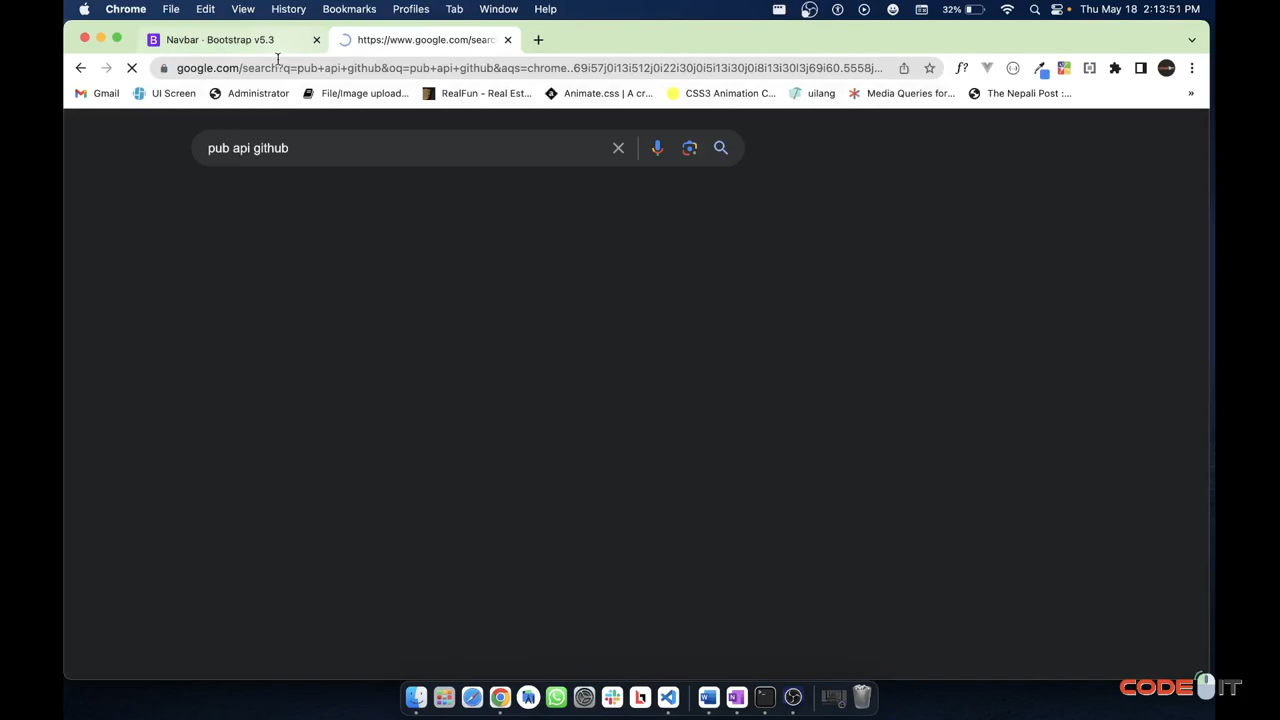 Chrome File Edit View History Bookmarks Profiles Tab Window Help 32% Thu May 18 2:13:51 PM
Navbar · Bootstrap v5.3 https://www.google.com/searc
google.com/search?q=pub+api+github&oq=pub+api+github&aqs=chrome..69i57j0i13i512j0i22i30j0i5i13i30j0i8i13i30l3j69i60.5558j... f?
Gmail UI Screen Administrator File/Image upload... RealFun - Real Est... Animate.css | A cr... CSS3 Animation C... uilang Media Queries for... The Nepali Post :... »
pub api github
CODE IT